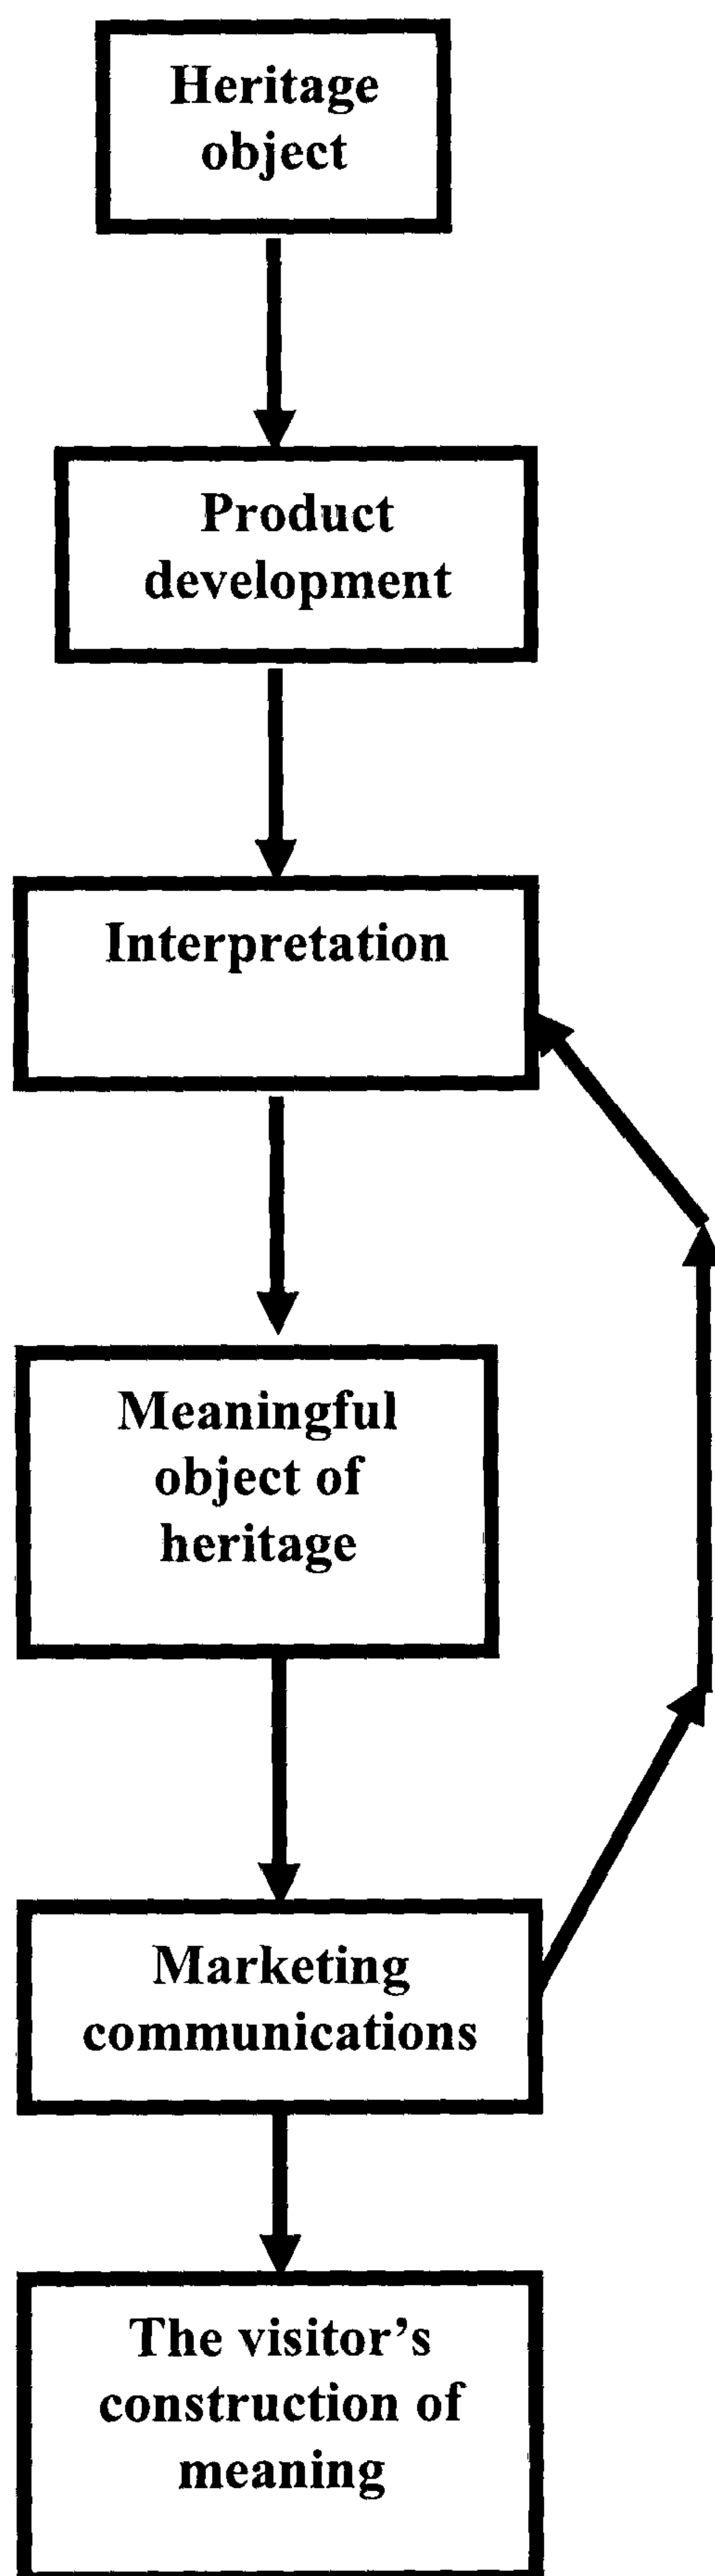 Heritage
object
Product
development
Interpretation
Meaningful
object of
heritage
Marketing
communications
The visitor's
construction of
meaning